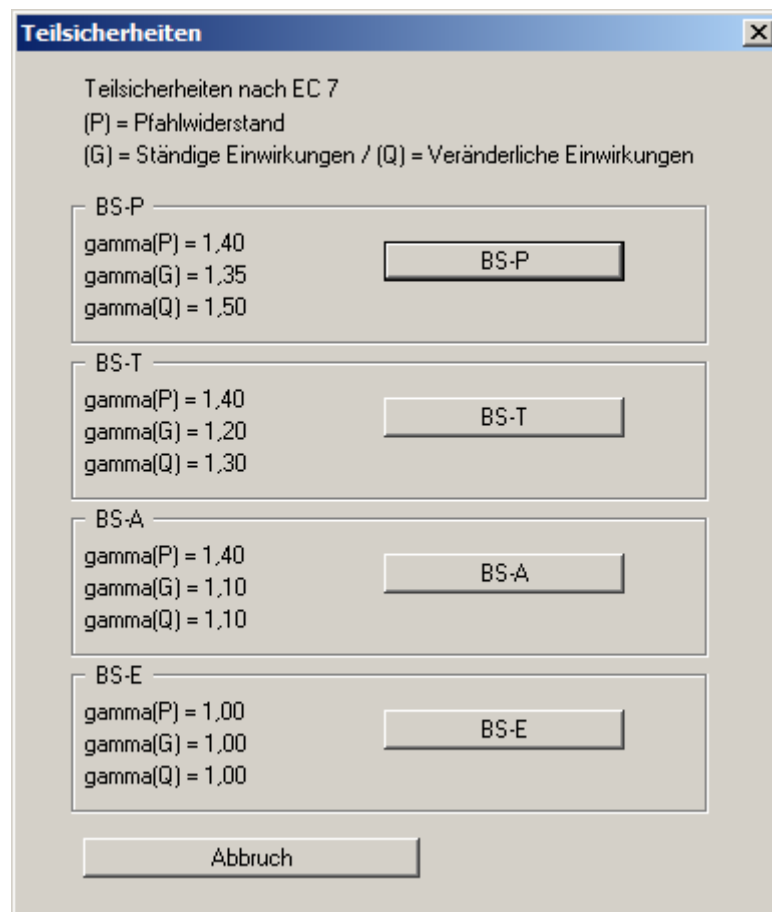 Teilsicherheiten
Teilsicherheiten nach EC 7
(P) = Pfahlwiderstand
(G) = Ständige Einwirkungen / (Q) = Veränderliche Einwirkungen
BS-P
gamma(P) = 1,40
gamma(G) = 1,35
gamma(Q) = 1,50
BS-P
BS-T
gamma(P) = 1,40
gamma(G) = 1,20
gamma(Q) = 1,30
BS-T
BS-A
gamma(P) = 1,40
gamma(G) = 1,10
gamma(Q) = 1,10
BS-A
BS-E
gamma(P) = 1,00
gamma(G) = 1,00
gamma(Q) = 1,00
BS-E
Abbruch